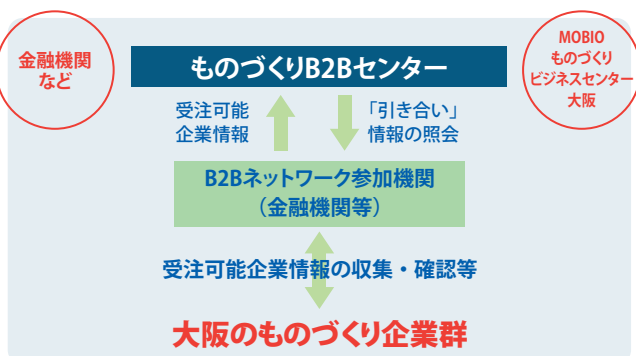 金融機関
など
ものづくりB2Bセンター
MOBIO
ものづくり
ビジネスセンター
大阪
受注可能
企業情報
「引き合い」
情報の照会
B2Bネットワーク参加機関
（金融機関等）
受注可能企業情報の収集・確認等
大阪のものづくり企業群